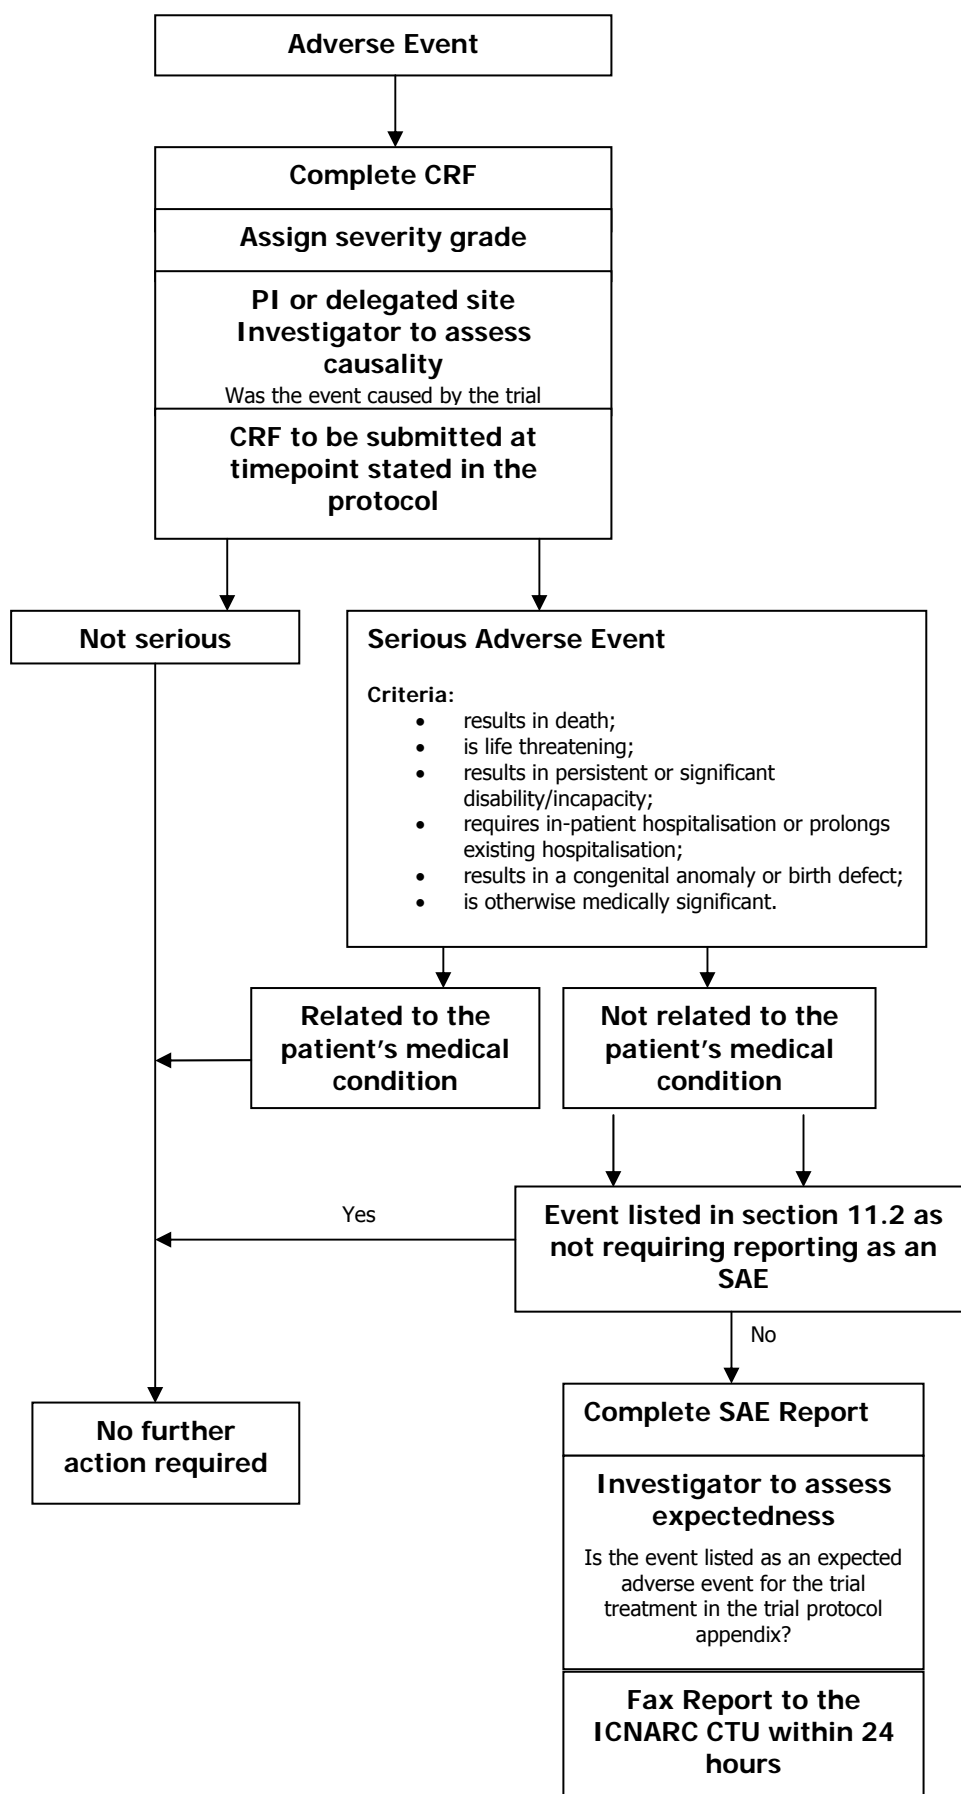 Adverse Event
Complete CRF
Assign severity grade
PI or delegated site
Investigator to assess
causality
Was the event caused by the trial
CRF to be submitted at
timepoint stated in the
protocol
Not serious
Serious Adverse Event
Criteria:
• results in death;
• is life threatening;
• results in persistent or significant
disability/incapacity;
• requires in-patient hospitalisation or prolongs
existing hospitalisation;
• results in a congenital anomaly or birth defect;
• is otherwise medically significant.
Related to the
patient’s medical
condition
Not related to the
patient’s medical
condition
Yes
Event listed in section 11.2 as
not requiring reporting as an
SAE
No
No further
action required
Complete SAE Report
Investigator to assess
expectedness
Is the event listed as an expected
adverse event for the trial
treatment in the trial protocol
appendix?
Fax Report to the
ICNARC CTU within 24
hours